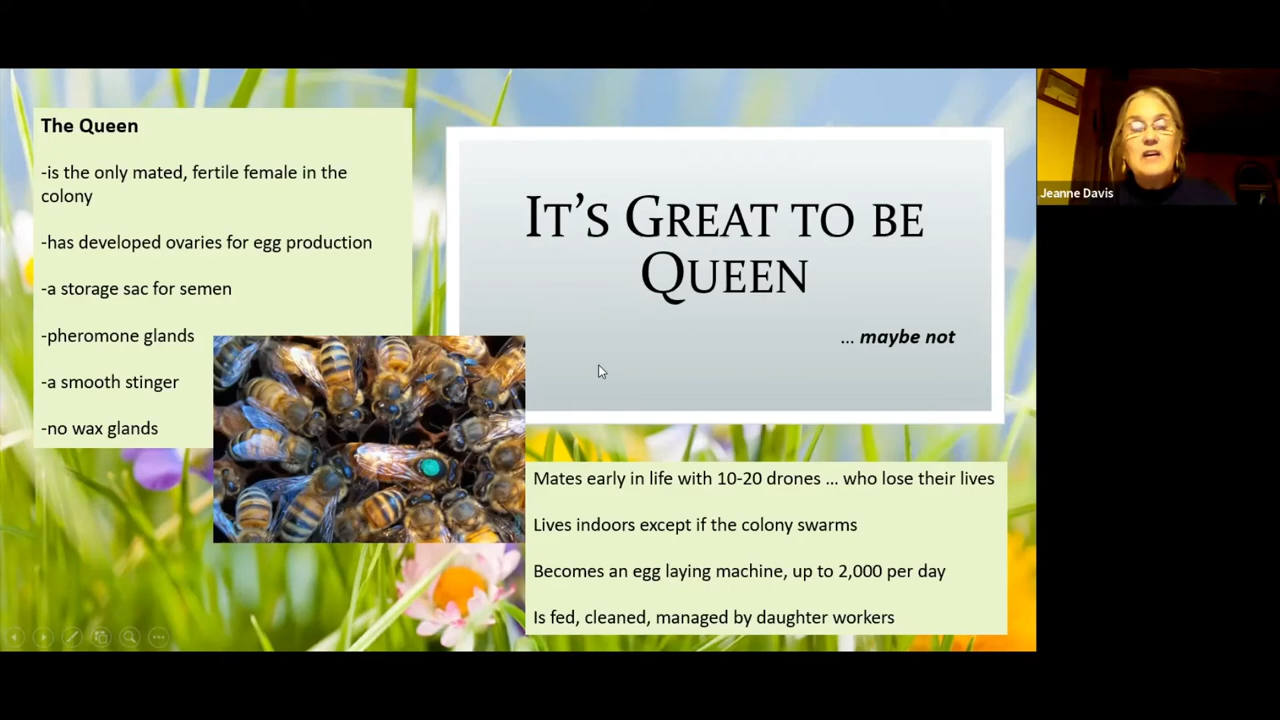 The Queen
-is the only mated, fertile female in the
colony
-has developed ovaries for egg production
-a storage sac for semen
-pheromone glands
-a smooth stinger
-no wax glands
IT'S GREAT TO BE
QUEEN
... maybe not
Mates early in life with 10-20 drones ... who lose their lives
Lives indoors except if the colony swarms
Becomes an egg laying machine, up to 2,000 per day
Is fed, cleaned, managed by daughter workers
Jeanne Davis